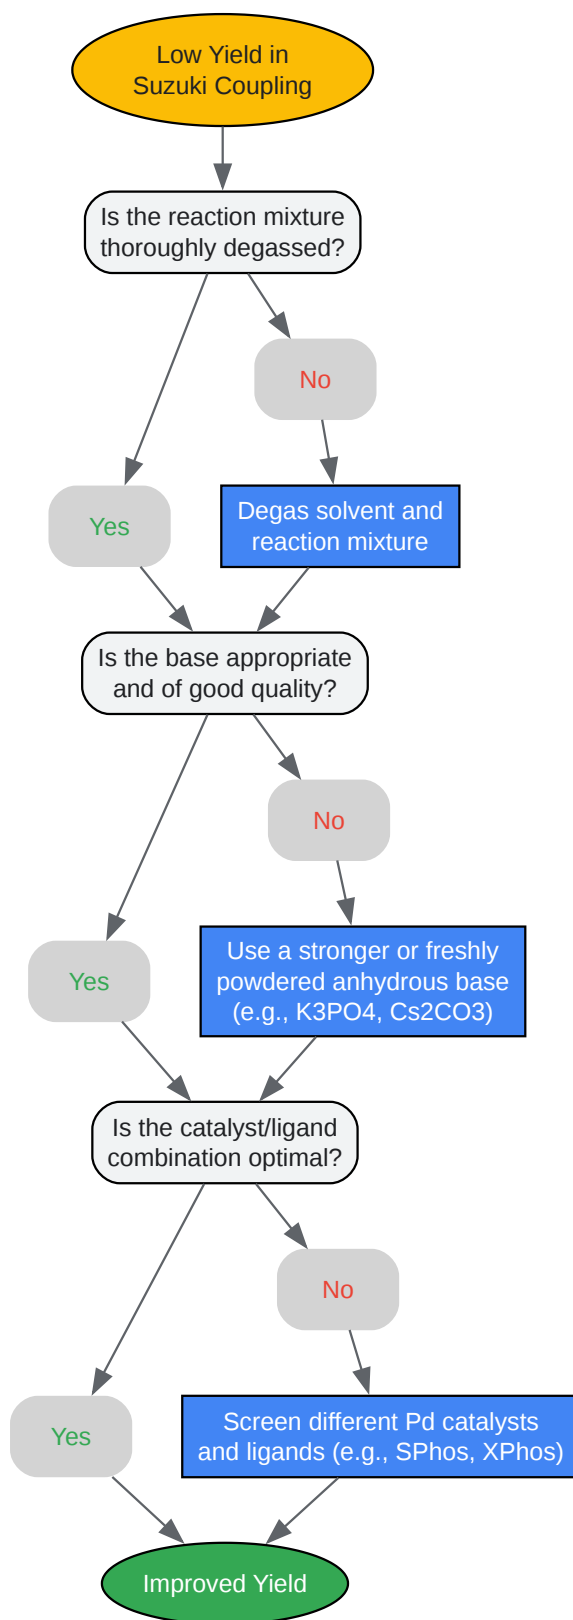 Low Yield in
Suzuki Coupling
Is the reaction mixture
thoroughly degassed?
No
Yes
Degas solvent and
reaction mixture
Is the base appropriate
and of good quality?
No
Yes
Use a stronger or freshly
powdered anhydrous base
(e.g., K3PO4, Cs2CO3)
Is the catalyst/ligand
combination optimal?
No
Yes
Screen different Pd catalysts
and ligands (e.g., SPhos, XPhos)
Improved Yield